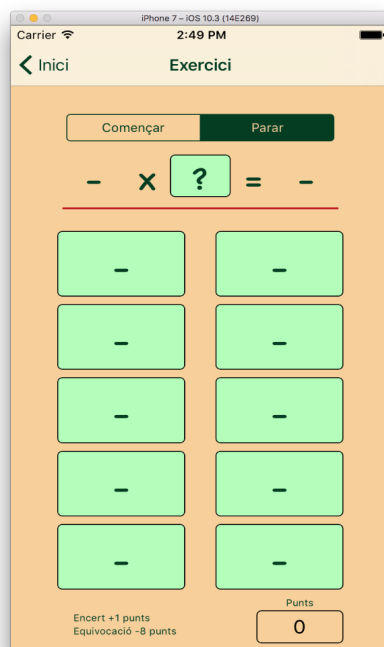 iPhone 7 – iOS 10.3 (14E269)
Carrier 2:49 PM
Inici Exercici
Començar Parar
– x ? = –
– –
– –
– –
– –
– –
Punts
Encert +1 punts
Equivocació -8 punts
0